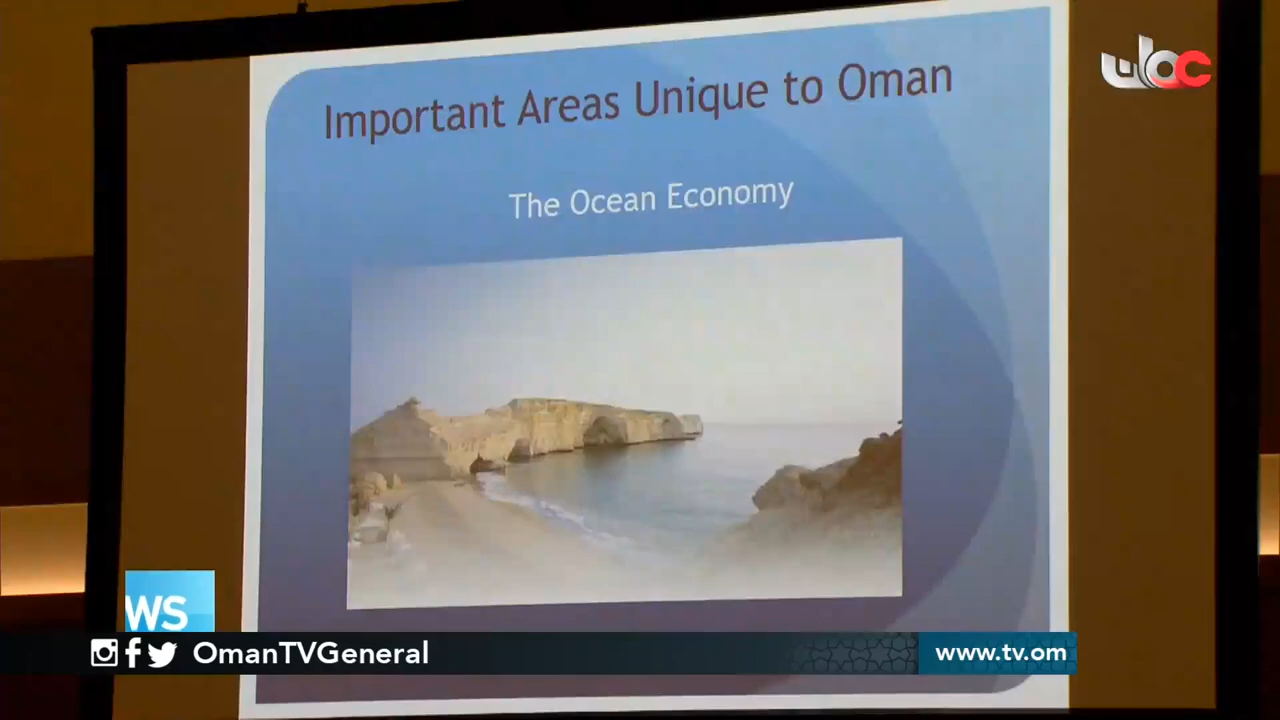 Important Areas Unique to Oman
The Ocean Economy
WS
OmanTVGeneral
www.tv.om